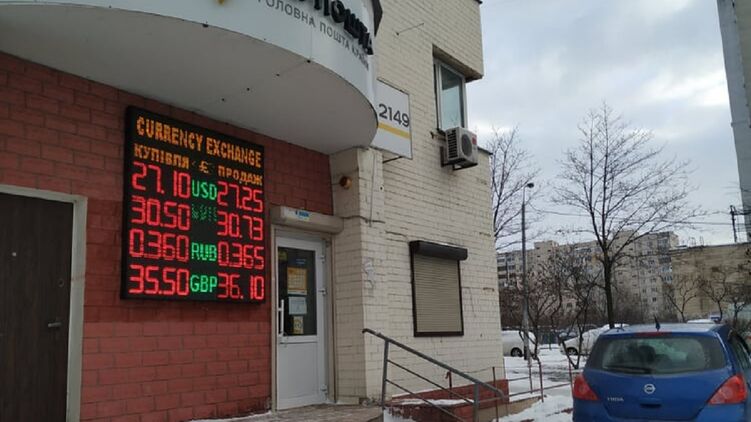 ПОШТА
ГОЛОВНА ПОШТА КРА
2149
CURRENCY EXCHANGE
КУПІВЛЯ € ПРОДАЖ
27.10 USD 27.25
30.50 30.73
0.360 RUB 0.365
35.50 GBP 36.10